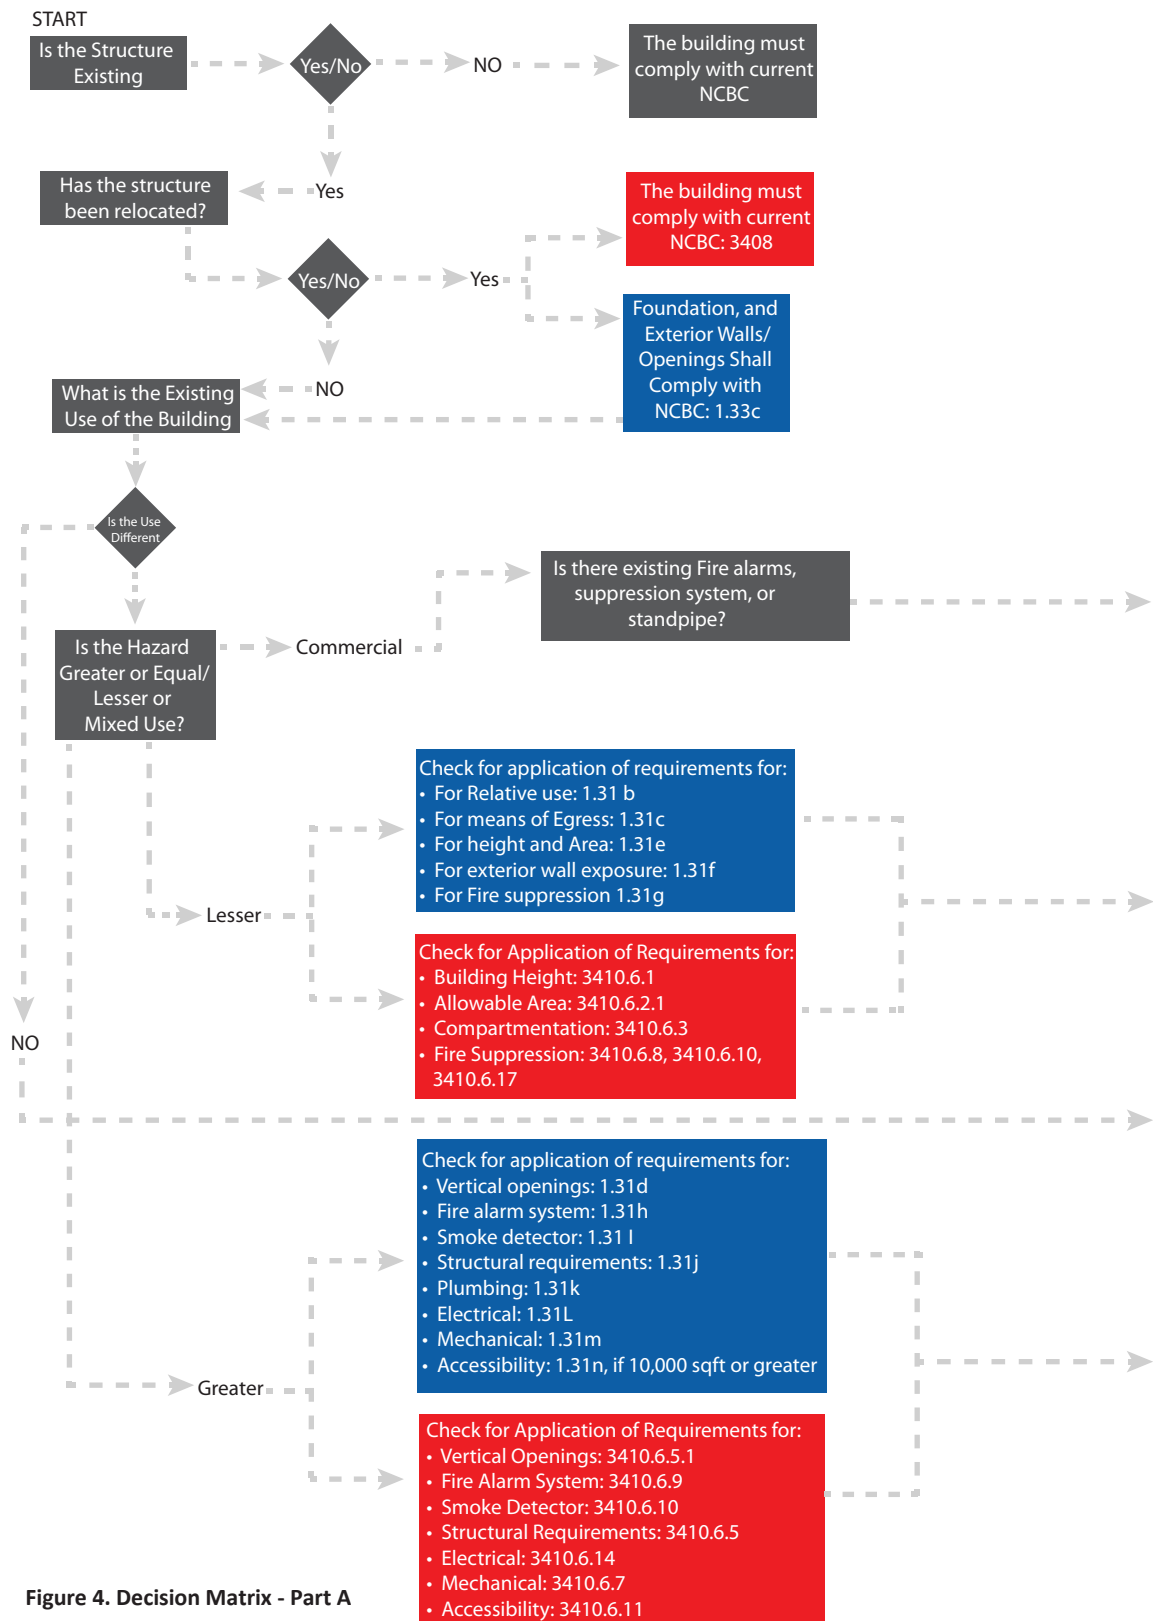 START
Is the Structure
Existing
Yes/No
NO
The building must
comply with current
NCBC
Has the structure
been relocated?
Yes
The building must
comply with current
NCBC: 3408
Yes/No
Yes
Foundation, and
Exterior Walls/
Openings Shall
Comply with
NCBC: 1.33c
NO
What is the Existing
Use of the Building
Is the Use
Different
Is there existing Fire alarms,
suppression system, or
standpipe?
Is the Hazard
Greater or Equal/
Lesser or
Mixed Use?
Commercial
Check for application of requirements for:
• For Relative use: 1.31 b
• For means of Egress: 1.31c
• For height and Area: 1.31e
• For exterior wall exposure: 1.31f
• For Fire suppression 1.31g
Lesser
Check for Application of Requirements for:
• Building Height: 3410.6.1
• Allowable Area: 3410.6.2.1
• Compartmentation: 3410.6.3
• Fire Suppression: 3410.6.8, 3410.6.10,
3410.6.17
NO
Check for application of requirements for:
• Vertical openings: 1.31d
• Fire alarm system: 1.31h
• Smoke detector: 1.31 I
• Structural requirements: 1.31j
• Plumbing: 1.31k
• Electrical: 1.31L
• Mechanical: 1.31m
• Accessibility: 1.31n, if 10,000 sqft or greater
Greater
Check for Application of Requirements for:
• Vertical Openings: 3410.6.5.1
• Fire Alarm System: 3410.6.9
• Smoke Detector: 3410.6.10
• Structural Requirements: 3410.6.5
• Electrical: 3410.6.14
• Mechanical: 3410.6.7
• Accessibility: 3410.6.11
Figure 4. Decision Matrix - Part A